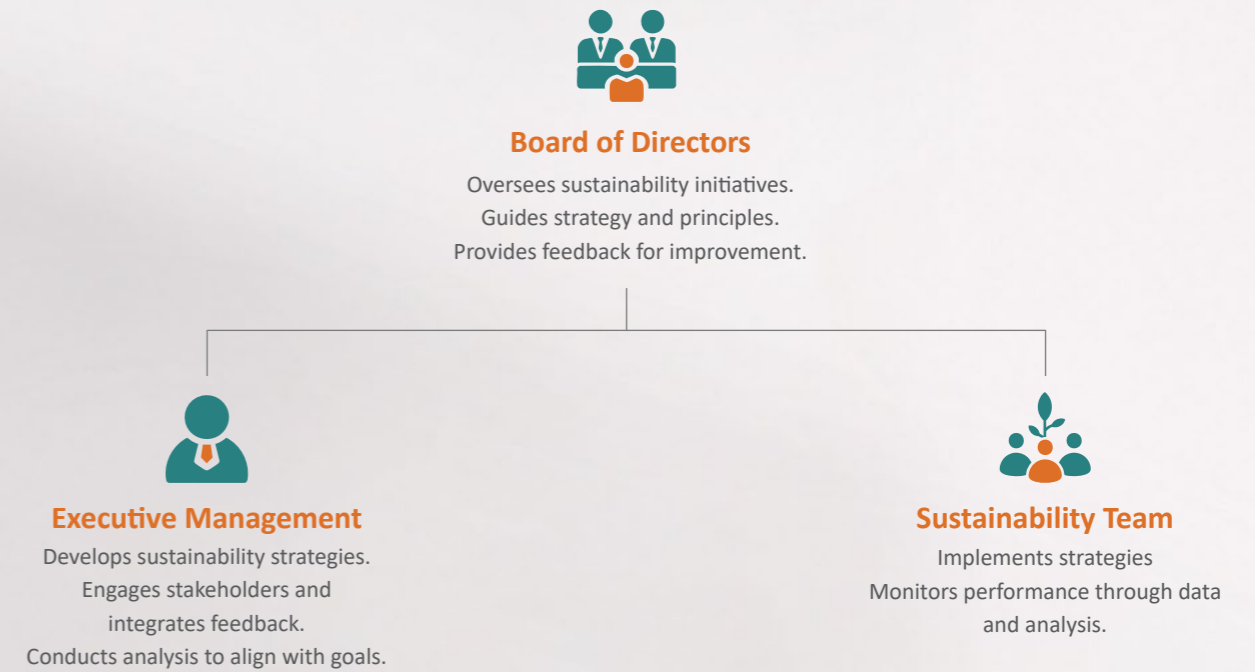 Board of Directors
Oversees sustainability initiatives.
Guides strategy and principles.
Provides feedback for improvement.
Executive Management
Develops sustainability strategies.
Engages stakeholders and
integrates feedback.
Conducts analysis to align with goals.
Sustainability Team
Implements strategies
Monitors performance through data
and analysis.